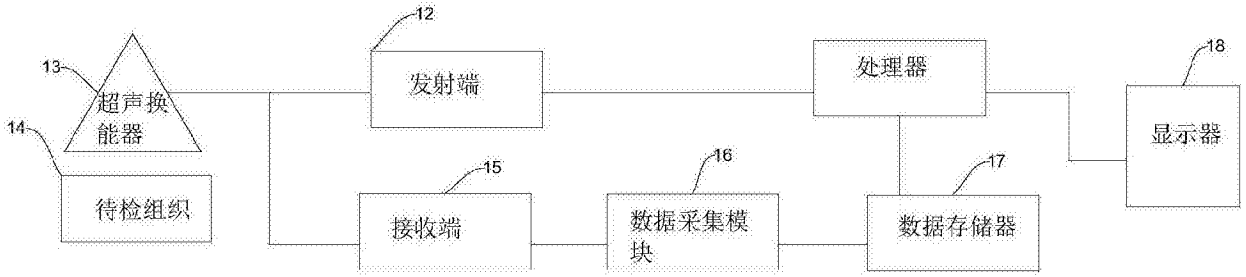 12
发射端
处理器
18
显示器
13
超声换
能器
14
待检组织
15
接收端
16
数据采集模
块
17
数据存储器